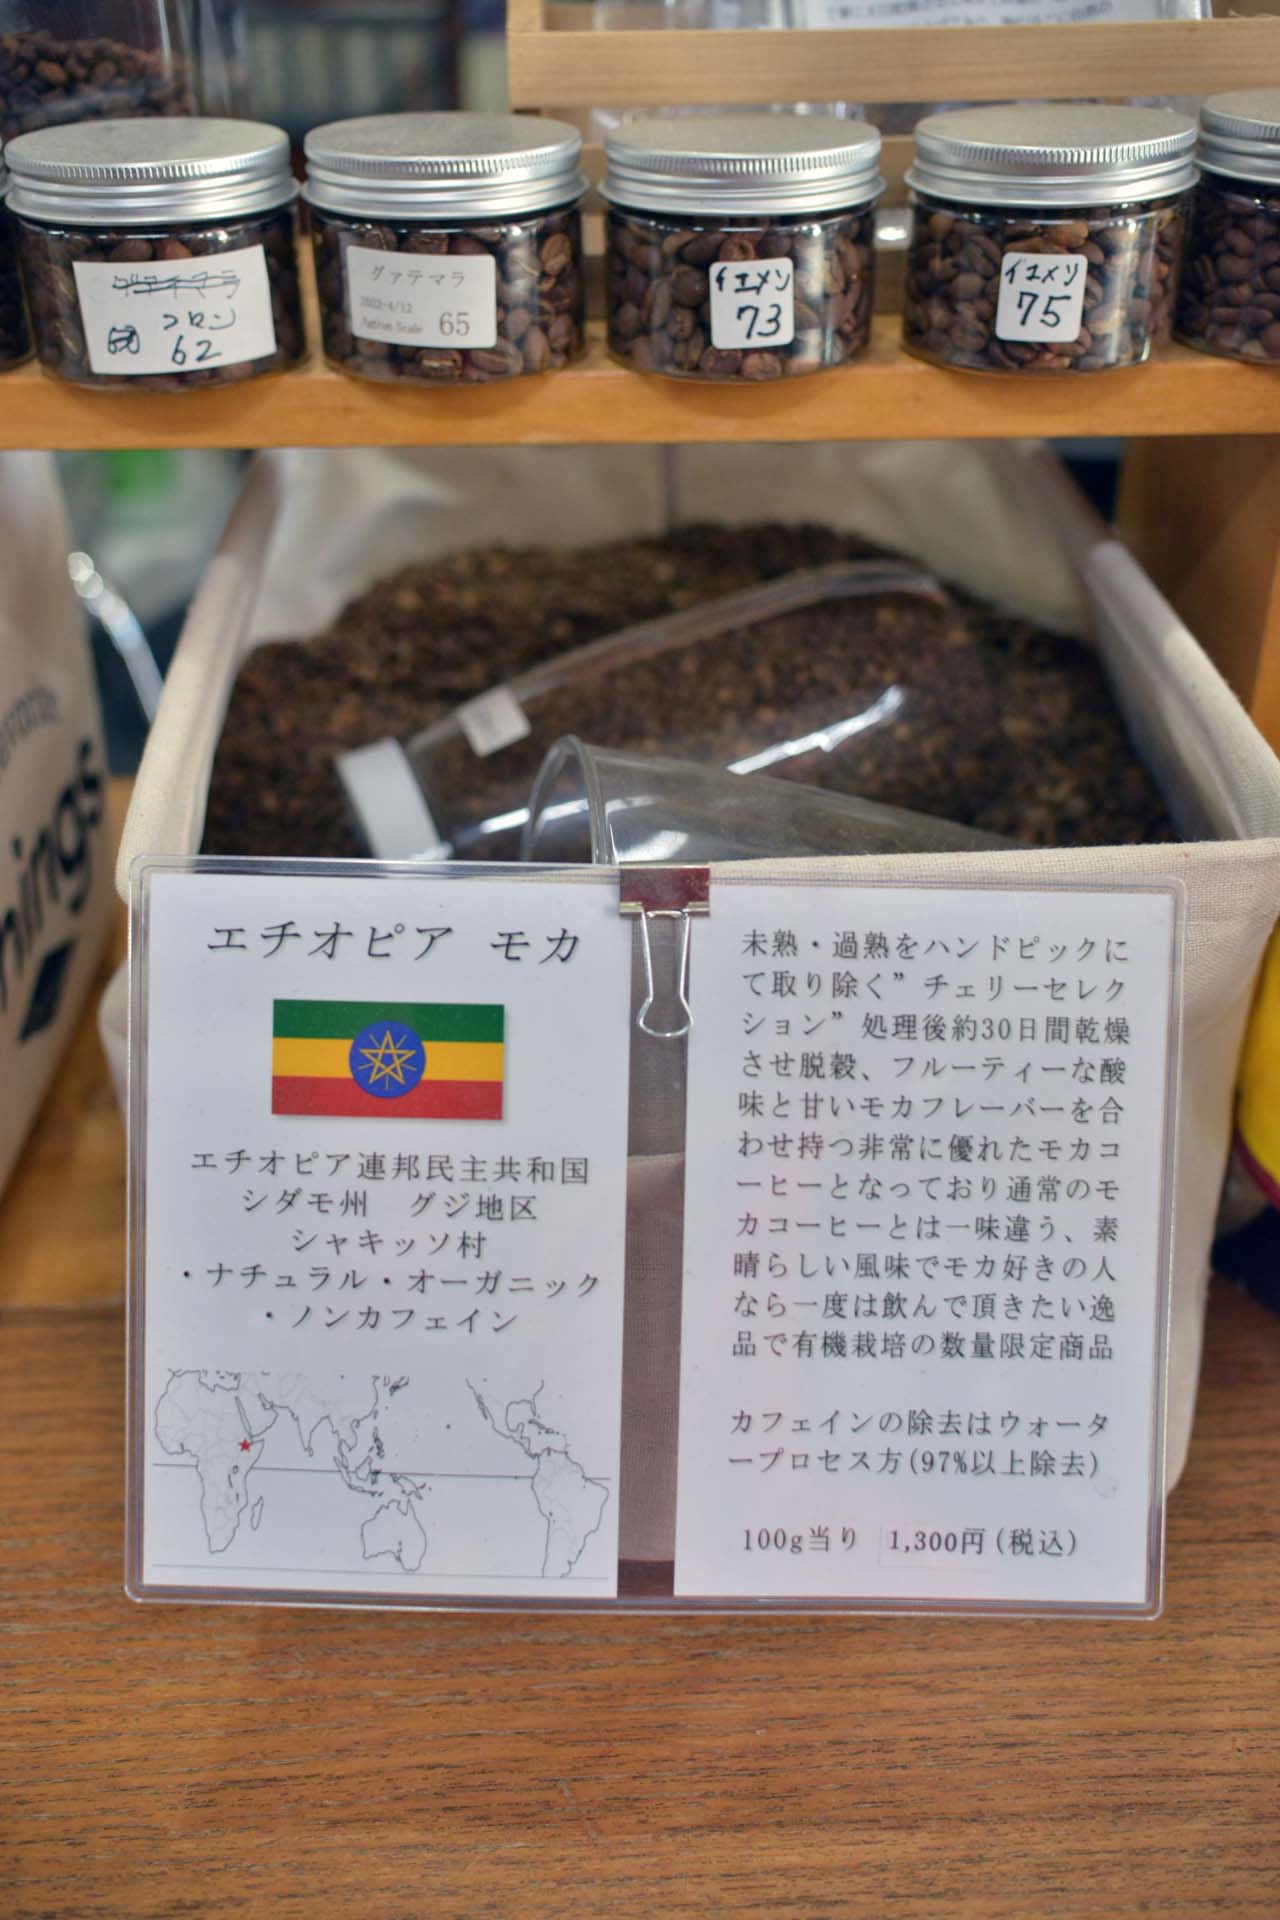 グァテマラ
コロン
62
グァテマラ
2022-4/12
Agtron Scale 65
イエメン
73
イエメン
75
nings
エチオピア モカ
エチオピア連邦民主共和国
シダモ州　グジ地区
シャキッソ村
・ナチュラル・オーガニック
・ノンカフェイン
未熟・過熟をハンドピックに
て取り除く”チェリーセレク
ション”処理後約30日間乾燥
させ脱穀、フルーティーな酸
味と甘いモカフレーバーを合
わせ持つ非常に優れたモカコ
ーヒーとなっており通常のモ
カコーヒーとは一味違う、素
晴らしい風味でモカ好きの人
なら一度は飲んで頂きたい逸
品で有機栽培の数量限定商品
カフェインの除去はウォータ
ープロセス方(97%以上除去)
100g当り 1,300円(税込)